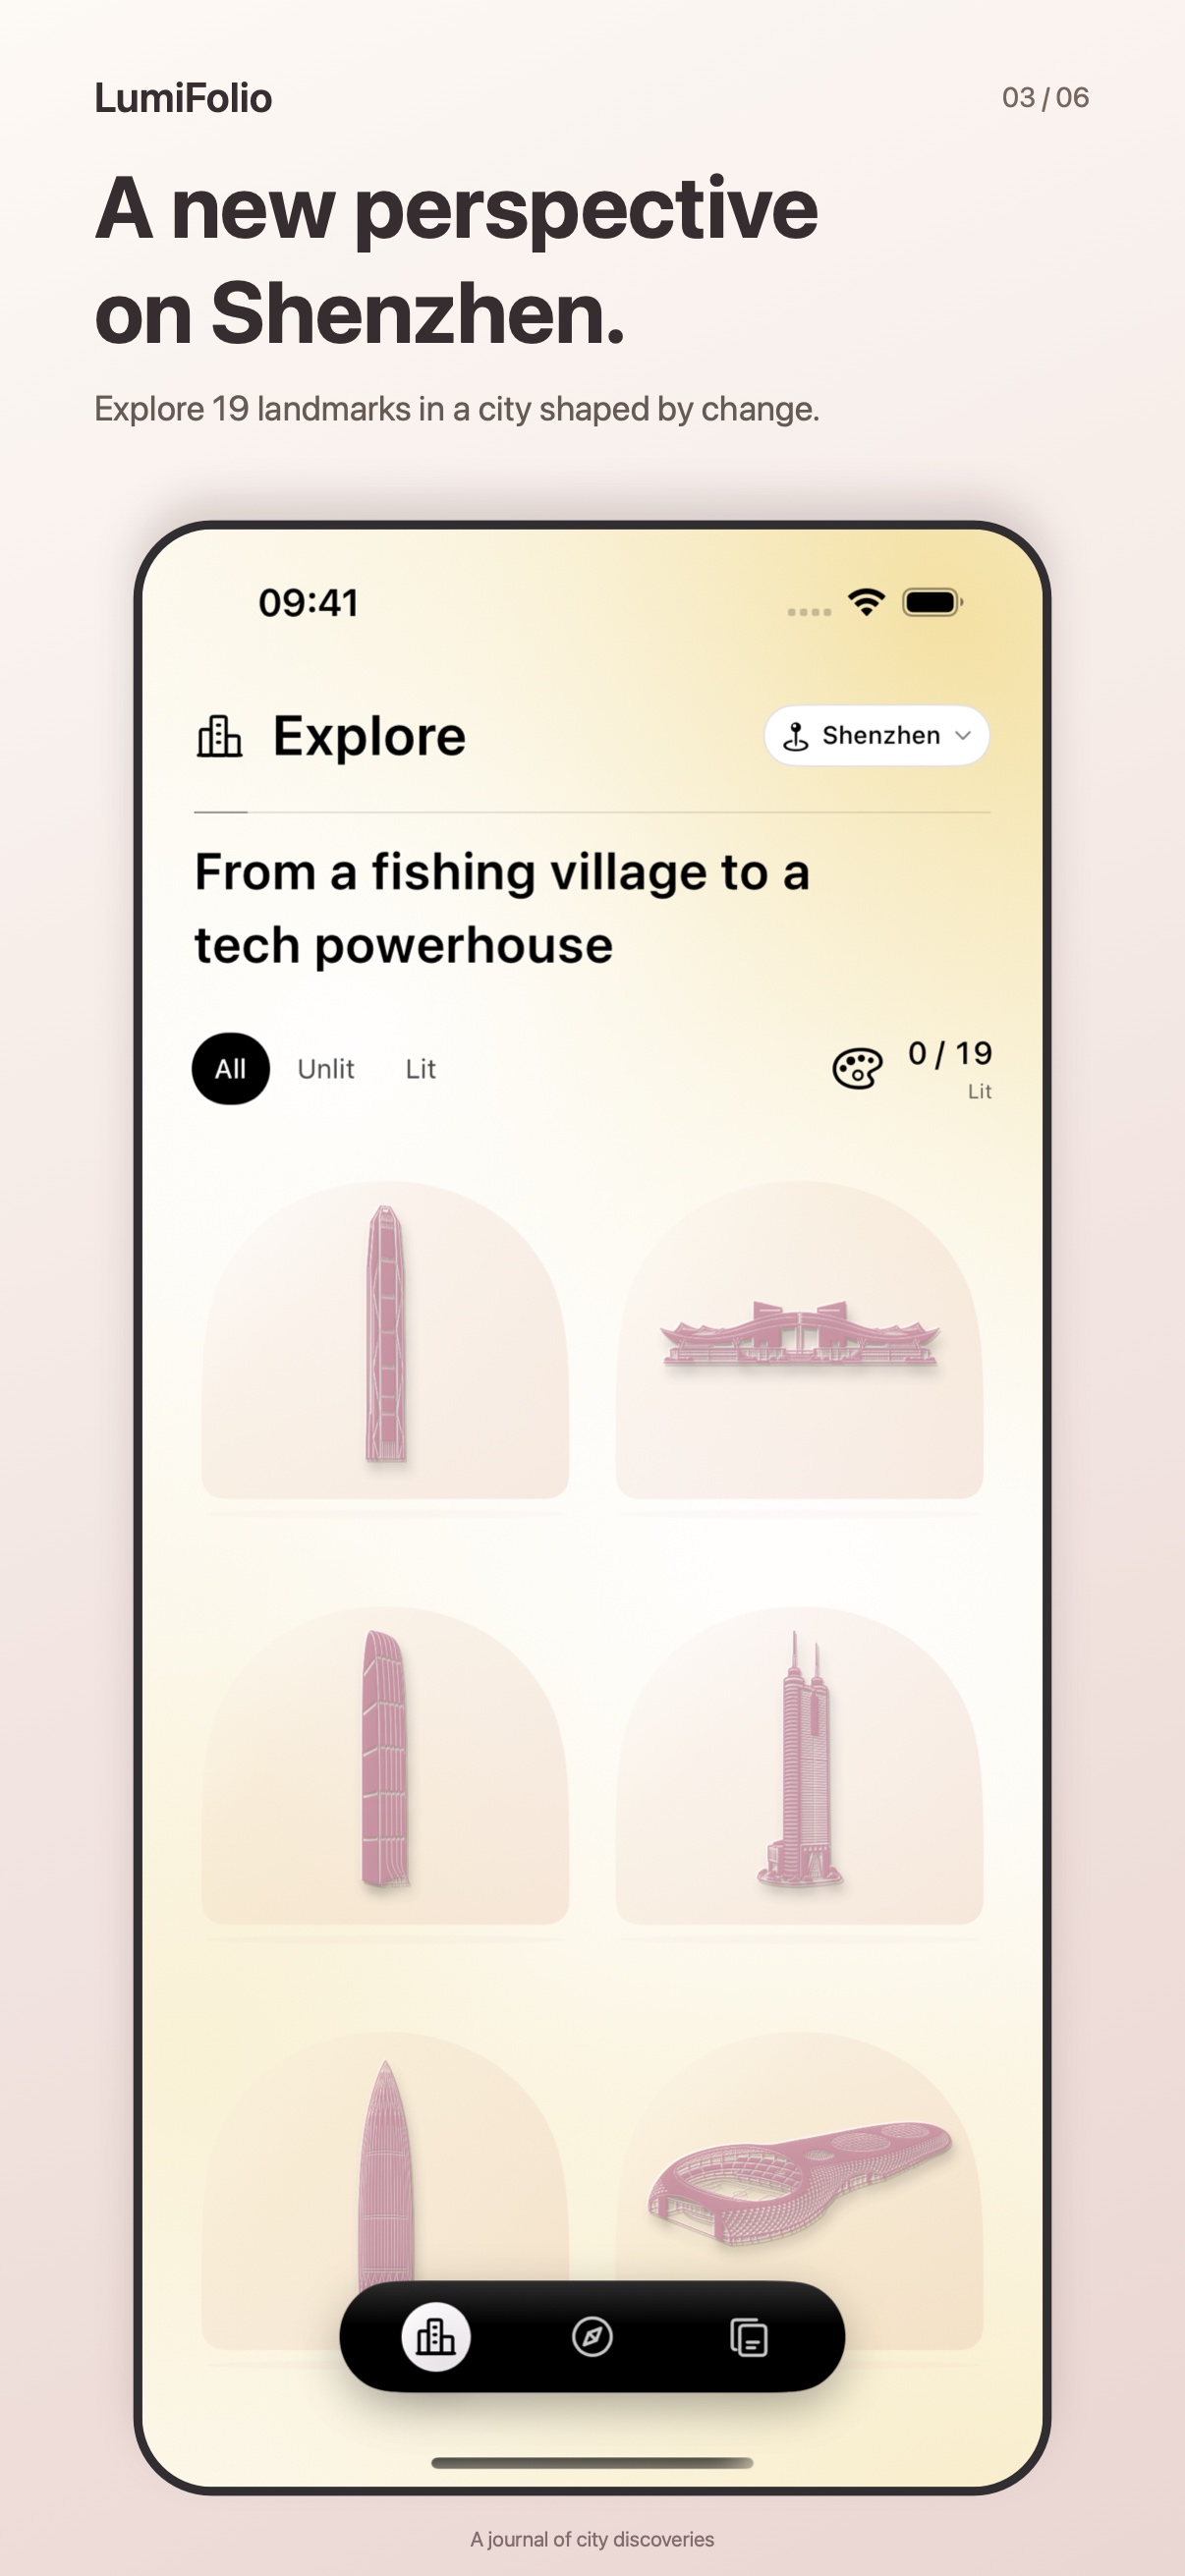 LumiFolio
03 / 06
A new perspective
on Shenzhen.
Explore 19 landmarks in a city shaped by change.
09:41
Explore
Shenzhen
From a fishing village to a
tech powerhouse
All
Unlit
Lit
0 / 19
Lit
A journal of city discoveries